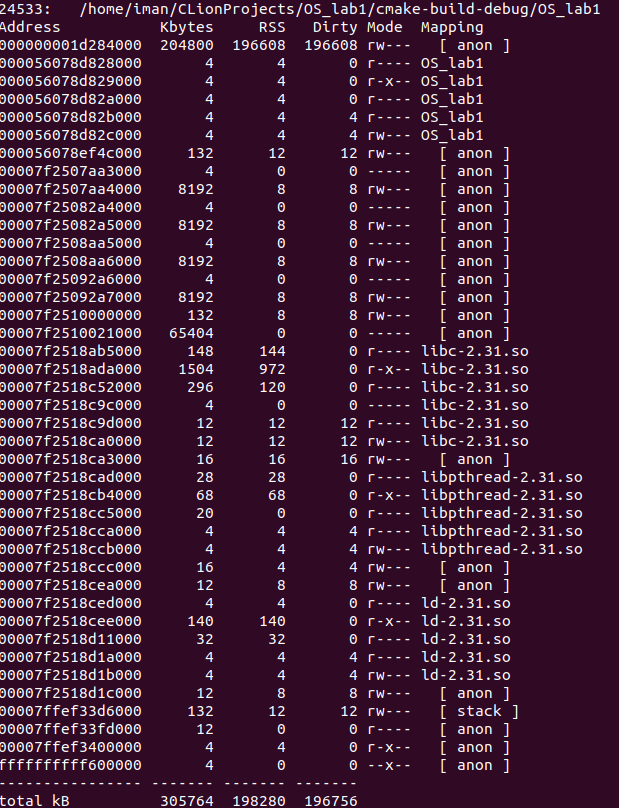 24533:   /home/iman/CLionProjects/OS_lab1/cmake-build-debug/OS_lab1
Address           Kbytes     RSS   Dirty Mode  Mapping
000000001d284000  204800  196608  196608 rw---   [ anon ]
000056078d828000       4       4       0 r---- OS_lab1
000056078d829000       4       4       0 r-x-- OS_lab1
000056078d82a000       4       4       0 r---- OS_lab1
000056078d82b000       4       4       4 r---- OS_lab1
000056078d82c000       4       4       4 rw--- OS_lab1
000056078ef4c000     132      12      12 rw---   [ anon ]
00007f2507aa3000       4       0       0 -----   [ anon ]
00007f2507aa4000    8192       8       8 rw---   [ anon ]
00007f25082a4000       4       0       0 -----   [ anon ]
00007f25082a5000    8192       8       8 rw---   [ anon ]
00007f2508aa5000       4       0       0 -----   [ anon ]
00007f2508aa6000    8192       8       8 rw---   [ anon ]
00007f25092a6000       4       0       0 -----   [ anon ]
00007f25092a7000    8192       8       8 rw---   [ anon ]
00007f2510000000     132       8       8 rw---   [ anon ]
00007f2510021000   65404       0       0 -----   [ anon ]
00007f2518ab5000     148     144       0 r---- libc-2.31.so
00007f2518ada000    1504     972       0 r-x-- libc-2.31.so
00007f2518c52000     296     120       0 r---- libc-2.31.so
00007f2518c9c000       4       0       0 ----- libc-2.31.so
00007f2518c9d000      12      12      12 r---- libc-2.31.so
00007f2518ca0000      12      12      12 rw--- libc-2.31.so
00007f2518ca3000      16      16      16 rw---   [ anon ]
00007f2518cad000      28      28       0 r---- libpthread-2.31.so
00007f2518cb4000      68      68       0 r-x-- libpthread-2.31.so
00007f2518cc5000      20       0       0 r---- libpthread-2.31.so
00007f2518cca000       4       4       4 r---- libpthread-2.31.so
00007f2518ccb000       4       4       4 rw--- libpthread-2.31.so
00007f2518ccc000      16       4       4 rw---   [ anon ]
00007f2518cea000      12       8       8 rw---   [ anon ]
00007f2518ced000       4       4       0 r---- ld-2.31.so
00007f2518cee000     140     140       0 r-x-- ld-2.31.so
00007f2518d11000      32      32       0 r---- ld-2.31.so
00007f2518d1a000       4       4       4 r---- ld-2.31.so
00007f2518d1b000       4       4       4 rw--- ld-2.31.so
00007f2518d1c000      12       8       8 rw---   [ anon ]
00007ffef33d6000     132      12      12 rw---   [ stack ]
00007ffef33fd000      12       0       0 r----   [ anon ]
00007ffef3400000       4       4       0 r-x--   [ anon ]
ffffffffff600000       4       0       0 --x--   [ anon ]
---------------- ------- ------- -------
total kB          305764  198280  196756